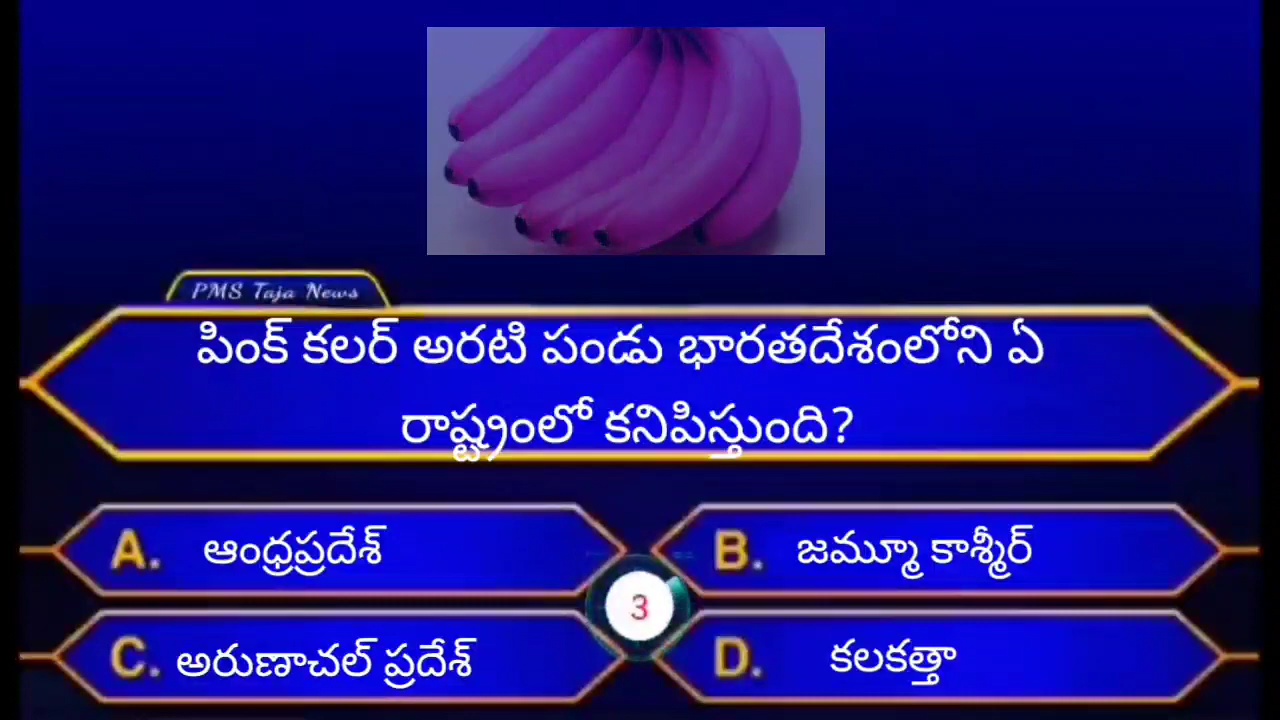 PMS Taja News
పింక్ కలర్ అరటి పండు భారతదేశంలోని ఏ
రాష్ట్రంలో కనిపిస్తుంది?
A. ఆంధ్రప్రదేశ్
B. జమ్మూ కాశ్మీర్
3
C. అరుణాచల్ ప్రదేశ్
D. కలకత్తా